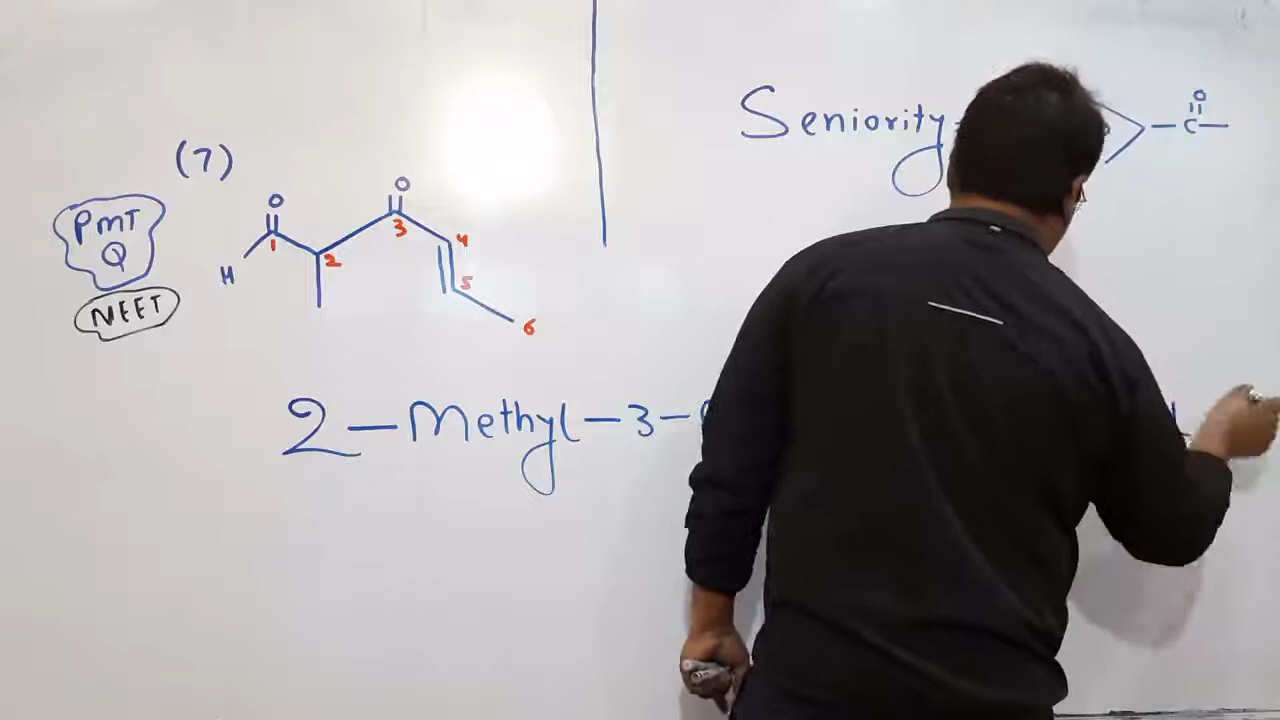 (7)
PMT
Q
NEET
O
O
H
1
2
3
4
5
6
Seniority
O
-C-
2-Methyl-3-